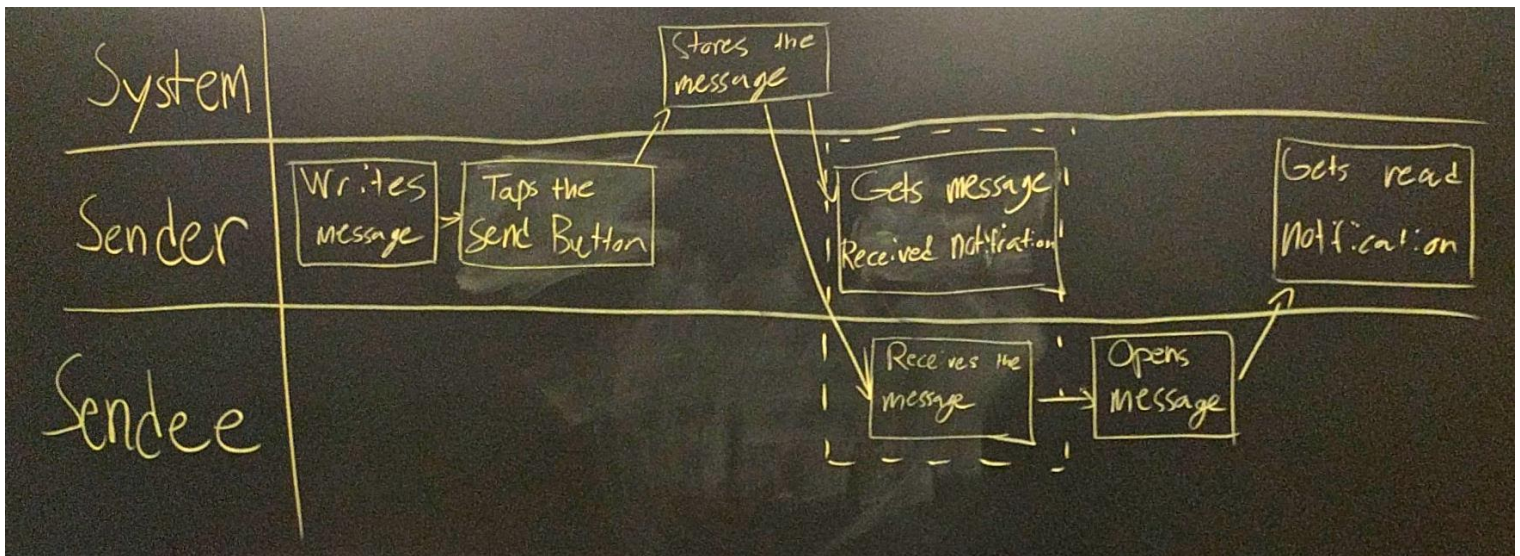 System
Stores the
message
Sender
Writes
message
Taps the
Send Button
Gets message
Received Notifiration
Gets read
Notification
Sendee
Receives the
message
Opens
message